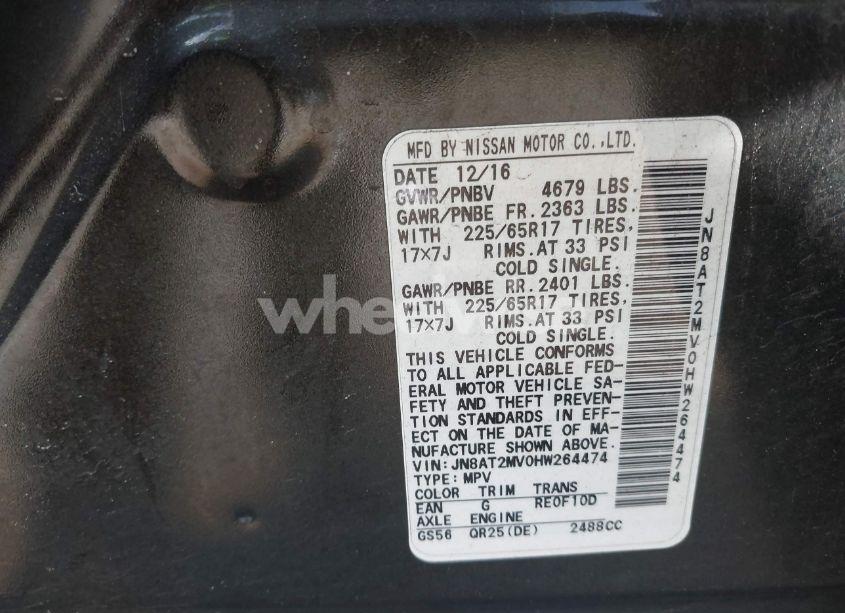 MFD BY NISSAN MOTOR CO.,LTD.
DATE 12/16
GVWR/PNBV 4679 LBS.
GAWR/PNBE FR. 2363 LBS.
WITH 225/65R17 TIRES,
17×7J RIMS.AT 33 PSI
COLD SINGLE.
GAWR/PNBE RR. 2401 LBS.
WITH 225/65R17 TIRES,
17×7J RIMS.AT 33 PSI
COLD SINGLE.
THIS VEHICLE CONFORMS
TO ALL APPLICABLE FED-
ERAL MOTOR VEHICLE SA-
FETY AND THEFT PREVEN-
TION STANDARDS IN EFF-
ECT ON THE DATE OF MA-
NUFACTURE SHOWN ABOVE.
VIN:JN8AT2MV0HW264474
TYPE:MPV
COLOR TRIM TRANS
EAN G RE0F10D
AXLE ENGINE
GS56 QR25(DE) 2488CC
JN8AT2MV0HW264474